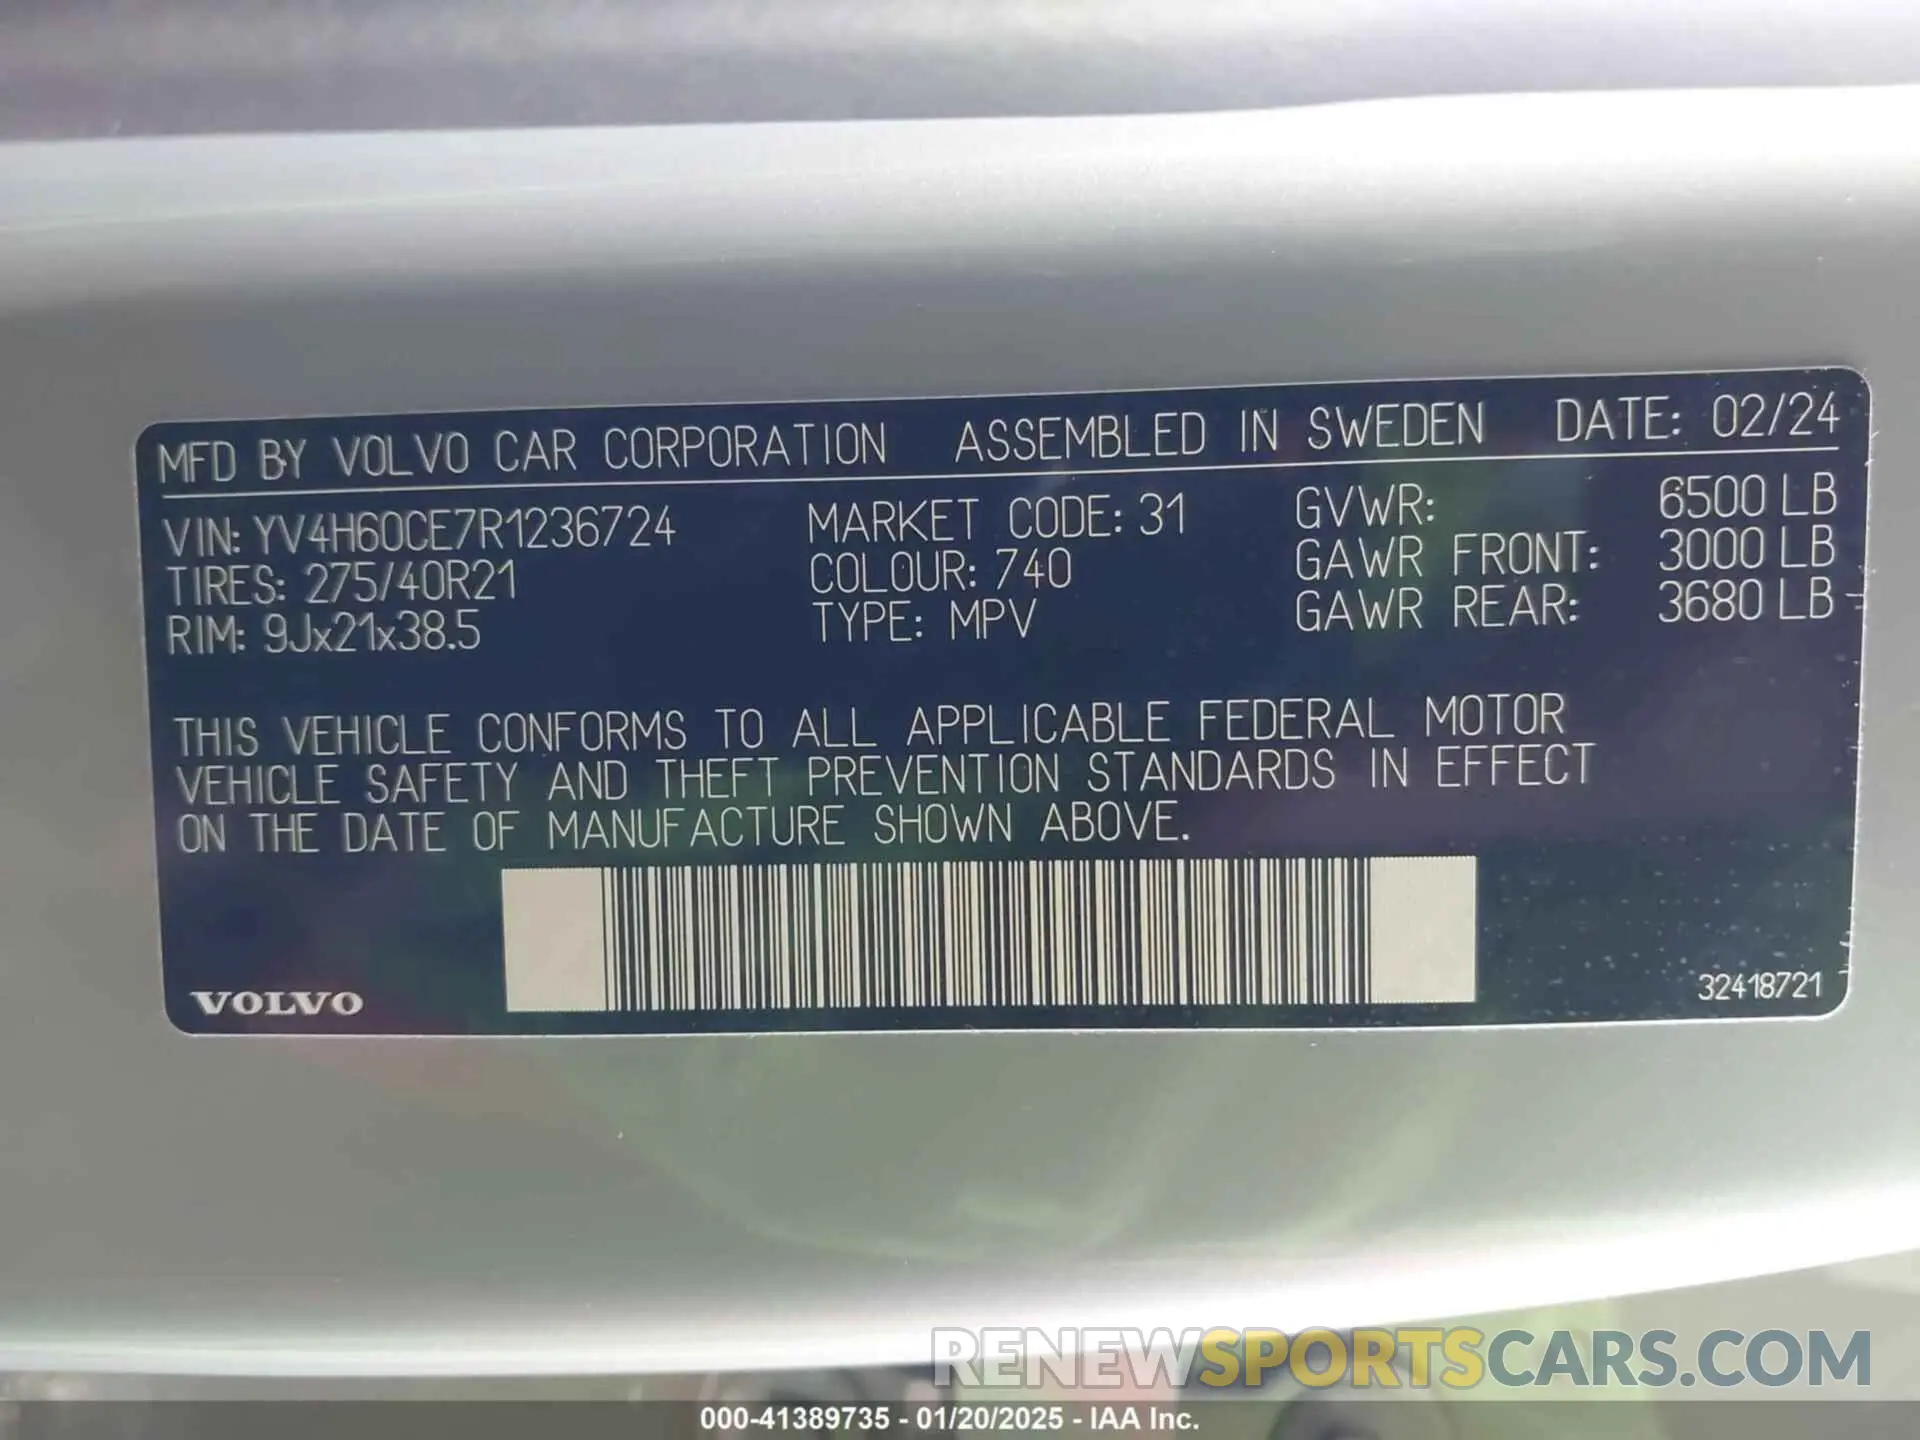 MFD BY VOLVO CAR CORPORATION ASSEMBLED IN SWEDEN DATE: 02/24
VIN: YV4H60CE7R1236724 MARKET CODE: 31 GVWR: 6500 LB
TIRES: 275/40R21 COLOUR: 740 GAWR FRONT: 3000 LB
RIM: 9Jx21x38.5 TYPE: MPV GAWR REAR: 3680 LB
THIS VEHICLE CONFORMS TO ALL APPLICABLE FEDERAL MOTOR
VEHICLE SAFETY AND THEFT PREVENTION STANDARDS IN EFFECT
ON THE DATE OF MANUFACTURE SHOWN ABOVE.
VOLVO 32418721
RENEWSPORTSCARS.COM
000-41389735 - 01/20/2025 - IAA Inc.